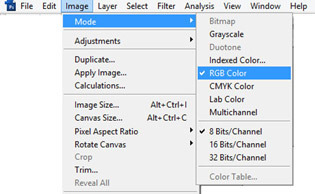 File Edit Image Layer Select Filter Analysis View Window Help
Mode
Adjustments
Duplicate...
Apply Image...
Calculations...
Image Size... Alt+Ctrl+I
Canvas Size... Alt+Ctrl+C
Pixel Aspect Ratio
Rotate Canvas
Crop
Trim...
Reveal All
Bitmap
Grayscale
Duotone
Indexed Color...
RGB Color
CMYK Color
Lab Color
Multichannel
8 Bits/Channel
16 Bits/Channel
32 Bits/Channel
Color Table...